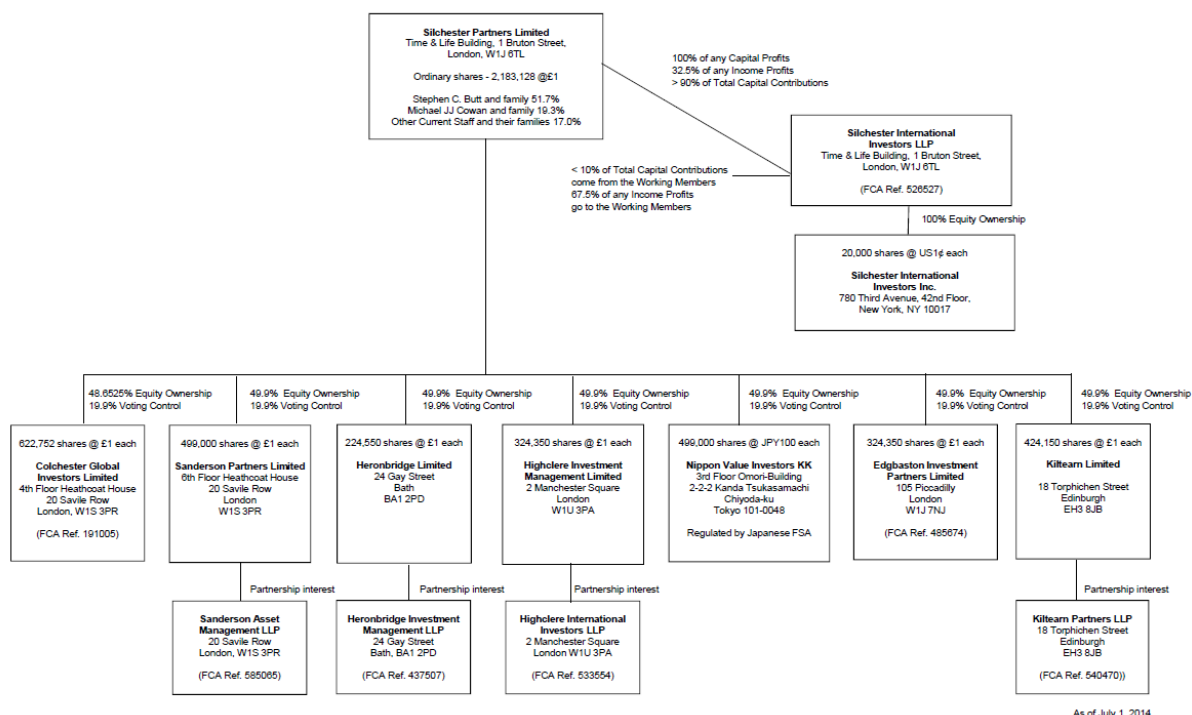 Silchester Partners Limited
Time & Life Building, 1 Bruton Street,
London, W1J 6TL
Ordinary shares - 2,183,128 @£1
Stephen C. Butt and family 51.7%
Michael JJ Cowan and family 19.3%
Other Current Staff and their families 17.0%
100% of any Capital Profits
32.5% of any Income Profits
> 90% of Total Capital Contributions
Silchester International
Investors LLP
Time & Life Building, 1 Bruton Street,
London, W1J 6TL
(FCA Ref. 526527)
< 10% of Total Capital Contributions
come from the Working Members
67.5% of any Income Profits
go to the Working Members
100% Equity Ownership
20,000 shares @ US1¢ each
Silchester International
Investors Inc.
780 Third Avenue, 42nd Floor,
New York, NY 10017
48.6525% Equity Ownership
19.9% Voting Control
49.9% Equity Ownership
19.9% Voting Control
49.9% Equity Ownership
19.9% Voting Control
49.9% Equity Ownership
19.9% Voting Control
49.9% Equity Ownership
19.9% Voting Control
49.9% Equity Ownership
19.9% Voting Control
49.9% Equity Ownership
19.9% Voting Control
622,752 shares @ £1 each
Colchester Global
Investors Limited
4th Floor Heathcoat House
20 Savile Row
London, W1S 3PR
(FCA Ref. 191005)
499,000 shares @ £1 each
Sanderson Partners Limited
6th Floor Heathcoat House
20 Savile Row
London
W1S 3PR
224,550 shares @ £1 each
Heronbridge Limited
24 Gay Street
Bath
BA1 2PD
324,350 shares @ £1 each
Highclere Investment
Management Limited
2 Manchester Square
London
W1U 3PA
499,000 shares @ JPY100 each
Nippon Value Investors KK
3rd Floor Omori-Building
2-2-2 Kanda Tsukasamachi
Chiyoda-ku
Tokyo 101-0048
Regulated by Japanese FSA
324,350 shares @ £1 each
Edgbaston Investment
Partners Limited
105 Piccadilly
London
W1J 7NJ
(FCA Ref. 485674)
424,150 shares @ £1 each
Kiltearn Limited
18 Torphichen Street
Edinburgh
EH3 8JB
Partnership interest
Partnership interest
Partnership interest
Partnership interest
Sanderson Asset
Management LLP
20 Savile Row
London, W1S 3PR
(FCA Ref. 585065)
Heronbridge Investment
Management LLP
24 Gay Street
Bath, BA1 2PD
(FCA Ref. 437507)
Highclere International
Investors LLP
2 Manchester Square
London W1U 3PA
(FCA Ref. 533554)
Kiltearn Partners LLP
18 Torphichen Street
Edinburgh
EH3 8JB
(FCA Ref. 540470))
As of July 1, 2014